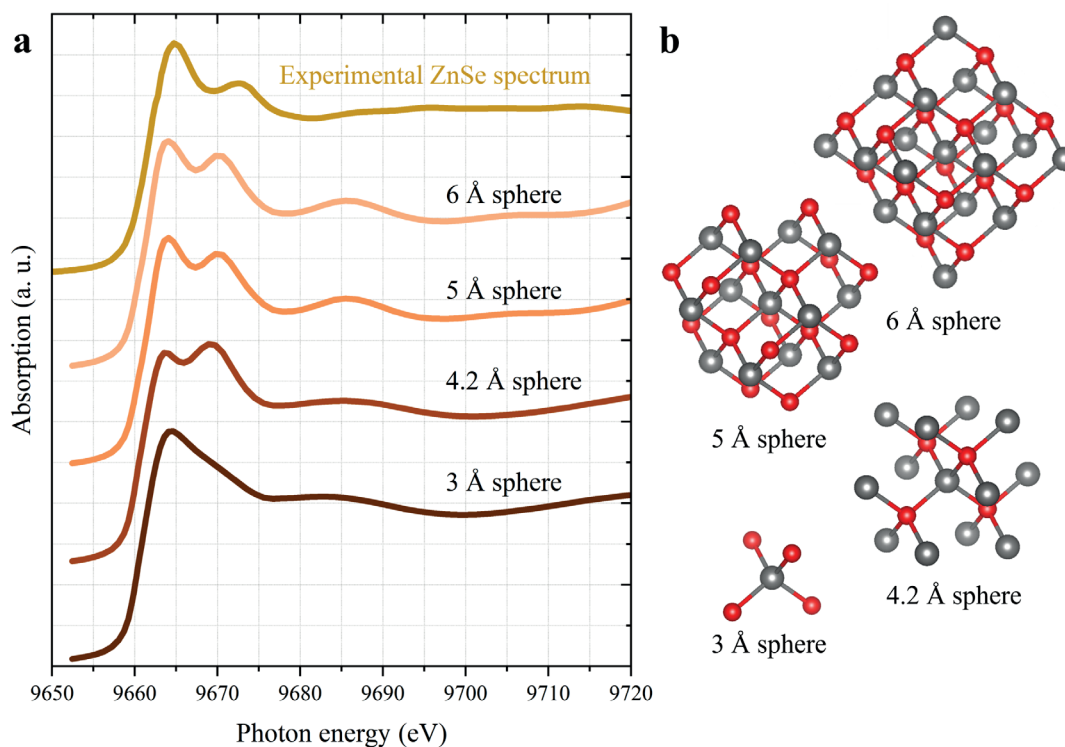 a
Experimental ZnSe spectrum
6 Å sphere
5 Å sphere
4.2 Å sphere
3 Å sphere
Absorption (a. u.)
9650 9660 9670 9680 9690 9700 9710 9720
Photon energy (eV)
b
6 Å sphere
5 Å sphere
4.2 Å sphere
3 Å sphere